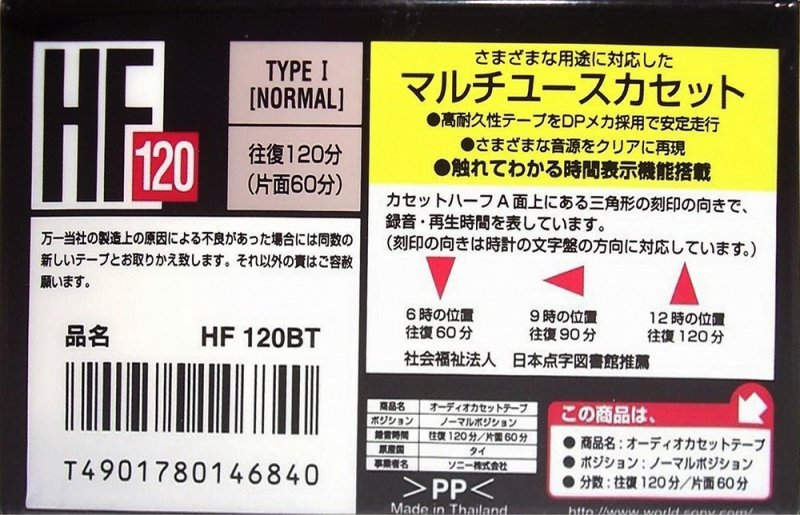 HF
120
TYPE I
[NORMAL]
往復120分
(片面60分)
さまざまな用途に対応した
マルチユースカセット
●高耐久性テープをDPメカ採用で安定走行
●さまざまな音源をクリアに再現
●触れてわかる時間表示機能搭載
カセットハーフA面上にある三角形の刻印の向きで、
録音・再生時間を表しています。
(刻印の向きは時計の文字盤の方向に対応しています。)
6時の位置
往復60分
9時の位置
往復90分
12時の位置
往復120分
社会福祉法人 日本点字図書館推薦
万一当社の製造上の原因による不良があった場合には同数の
新しいテープとお取りかえ致します。それ以外の責はご容赦
願います。
品名 HF 120BT
T4901780146840
商品名 オーディオカセットテープ
ポジション ノーマルポジション
録音時間 往復120分/片面60分
原産国 タイ
事業者名 ソニー株式会社
>PP<
Made in Thailand
この商品は、
● 商品名:オーディオカセットテープ
● ポジション:ノーマルポジション
● 分数:往復120分/片面60分
http://www.world.sony.com/